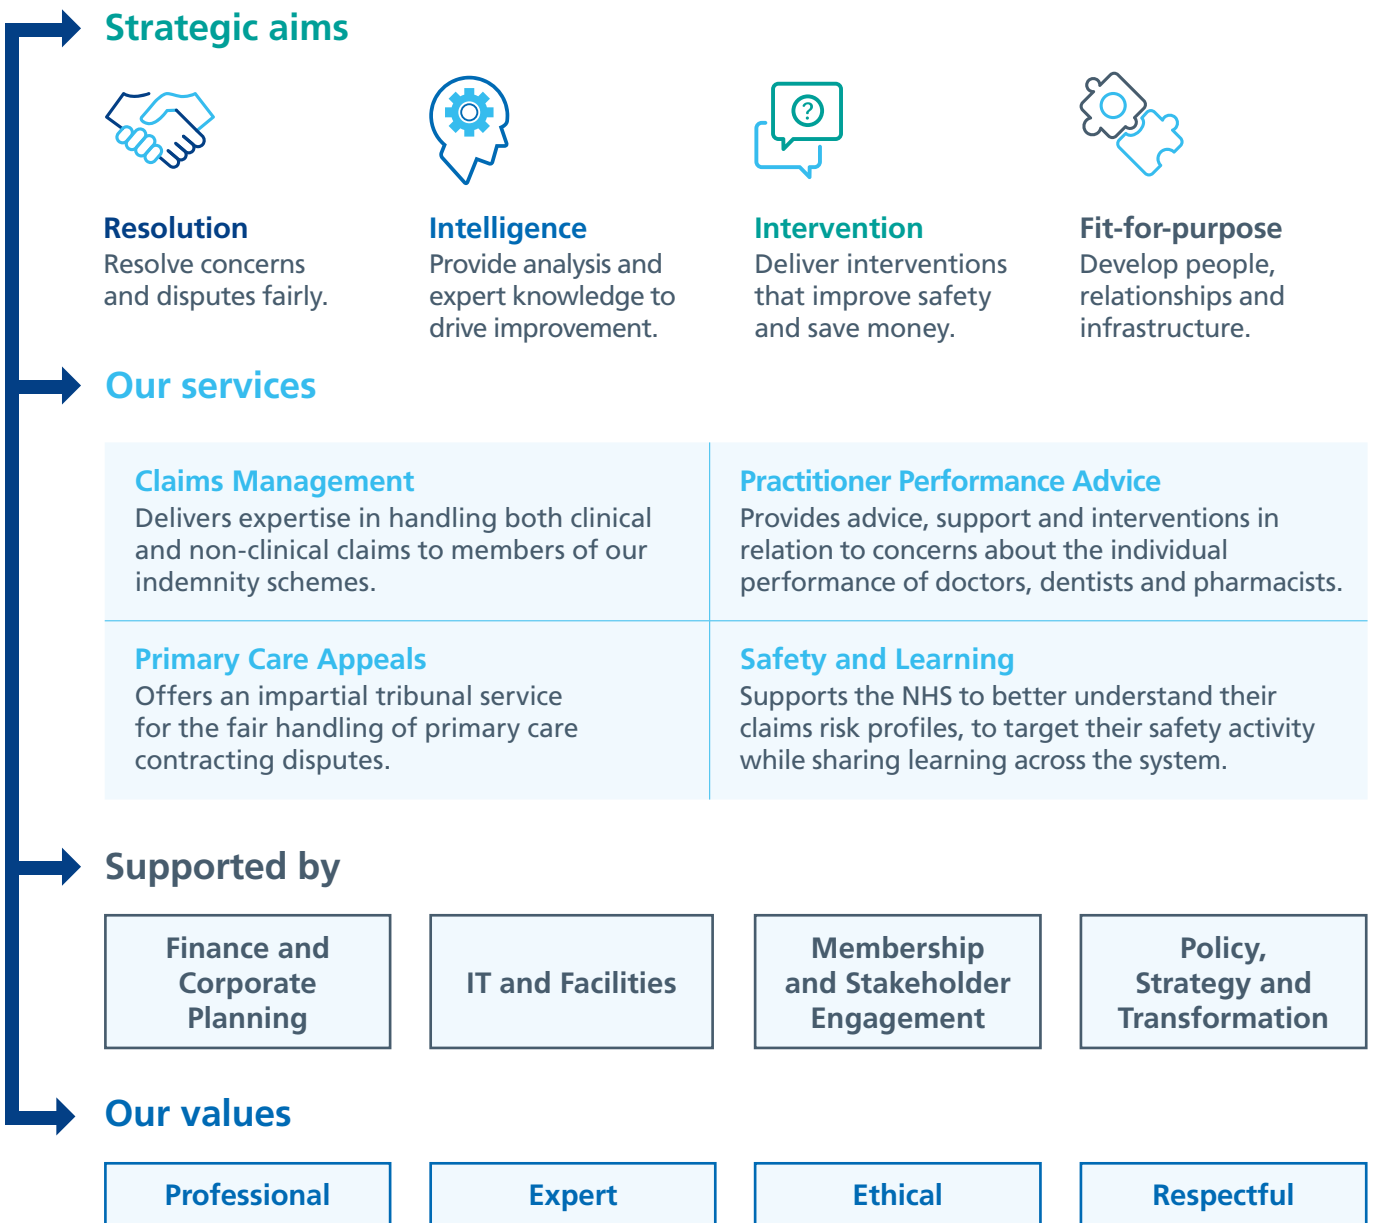 Strategic aims
?
Resolution
Resolve concerns
and disputes fairly.
Intelligence
Provide analysis and
expert knowledge to
drive improvement.
Intervention
Deliver interventions
that improve safety
and save money.
Fit-for-purpose
Develop people,
relationships and
infrastructure.
Our services
Claims Management
Delivers expertise in handling both clinical
and non-clinical claims to members of our
indemnity schemes.
Practitioner Performance Advice
Provides advice, support and interventions in
relation to concerns about the individual
performance of doctors, dentists and pharmacists.
Primary Care Appeals
Offers an impartial tribunal service
for the fair handling of primary care
contracting disputes.
Safety and Learning
Supports the NHS to better understand their
claims risk profiles, to target their safety activity
while sharing learning across the system.
Supported by
Finance and
Corporate
Planning
IT and Facilities
Membership
and Stakeholder
Engagement
Policy,
Strategy and
Transformation
Our values
Professional
Expert
Ethical
Respectful